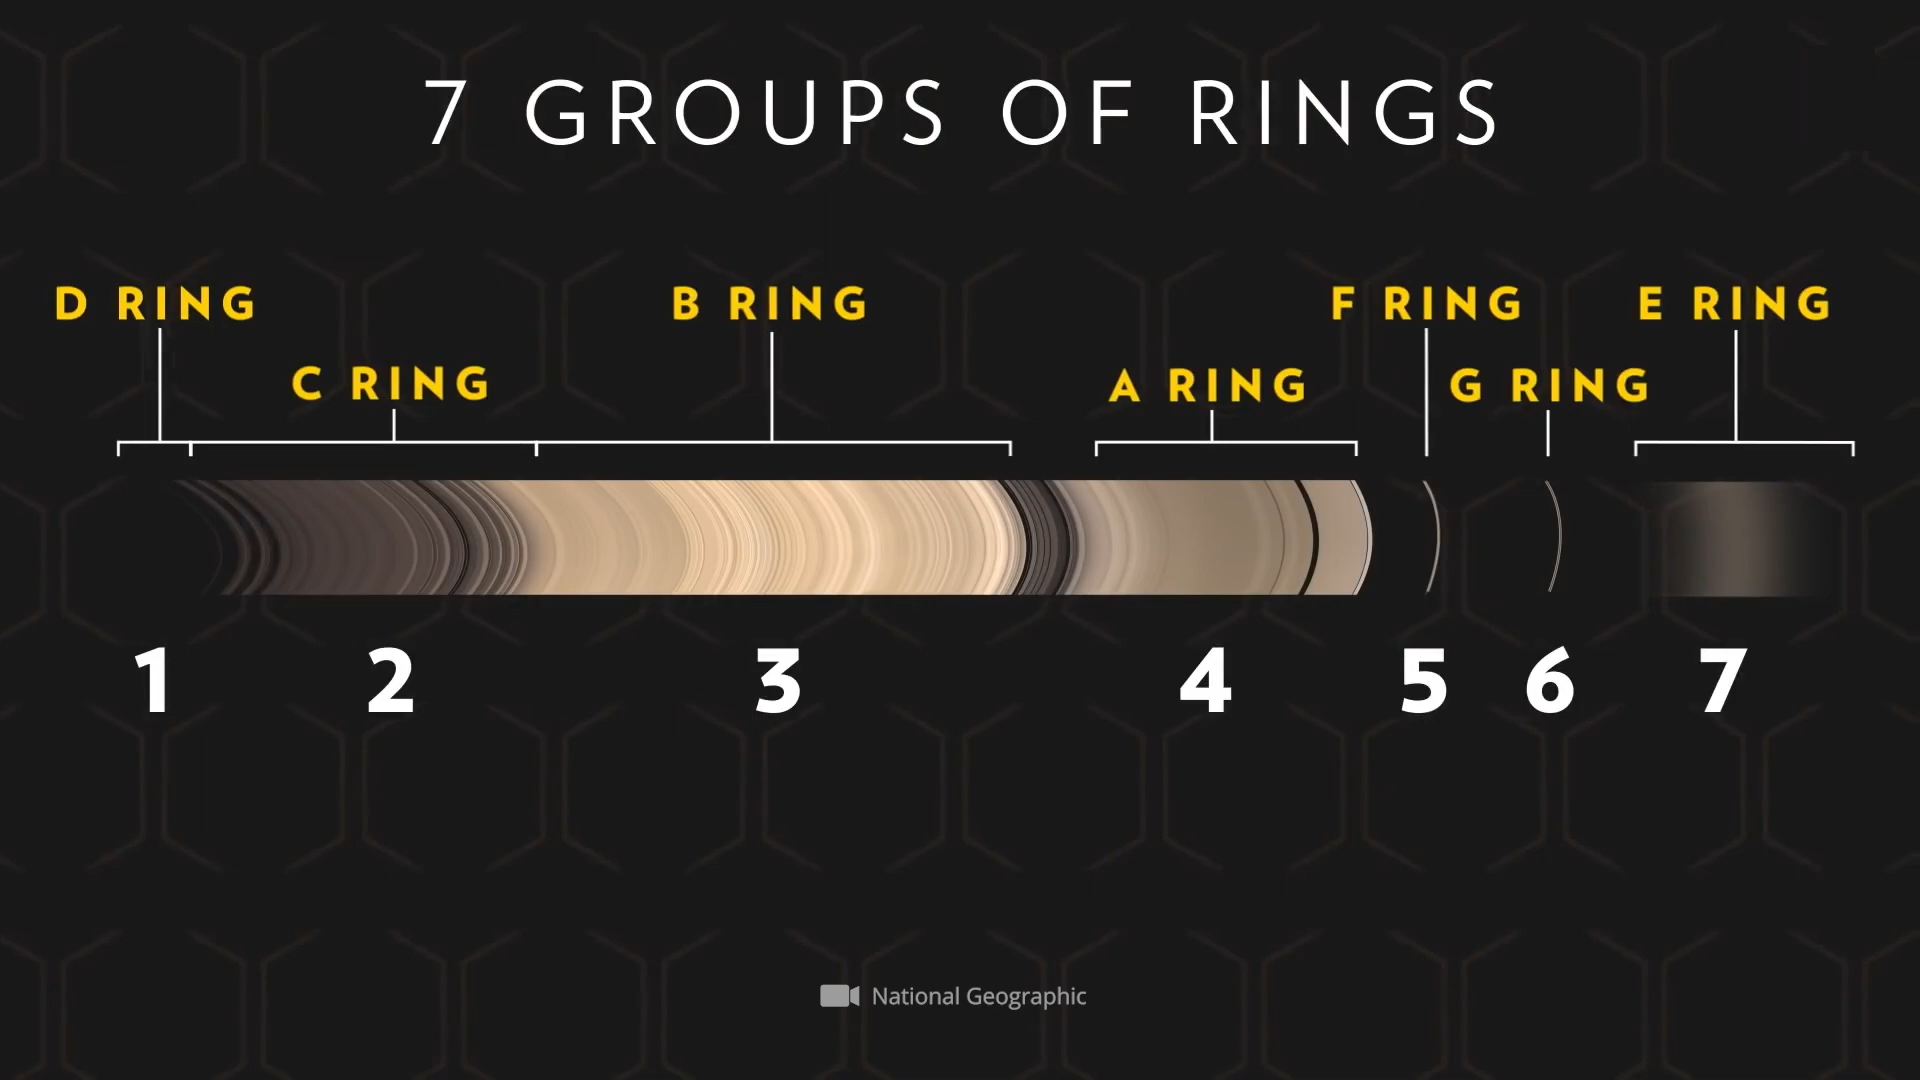 7 GROUPS OF RINGS
D RING
B RING
F RING
E RING
C RING
A RING
G RING
1 2 3 4 5 6 7
National Geographic